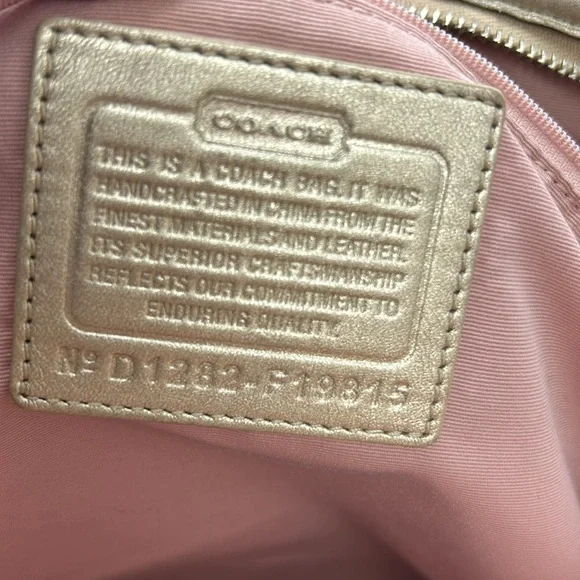 COACH
THIS IS A COACH BAG. IT WAS
HANDCRAFTED IN CHINA FROM THE
FINEST MATERIALS AND LEATHER.
ITS SUPERIOR CRAFTSMANSHIP
REFLECTS OUR COMMITMENT TO
ENDURING QUALITY.
Nº D1282-F19815